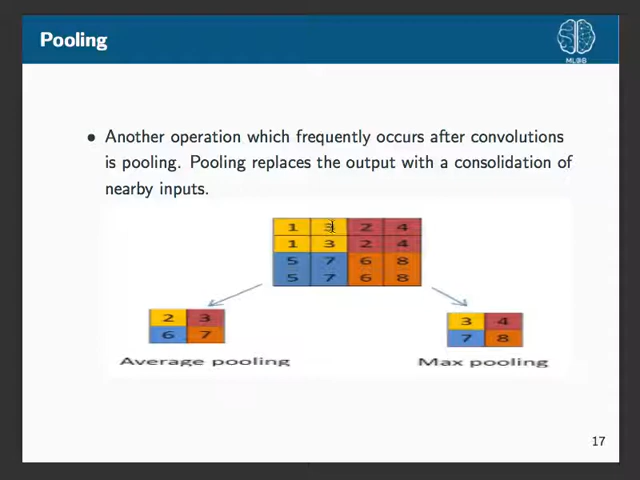 Pooling
MLBB
• Another operation which frequently occurs after convolutions
is pooling. Pooling replaces the output with a consolidation of
nearby inputs.
1 3 2 4
1 3 2 4
5 7 6 8
5 7 6 8
2 3
6 7
Average pooling
3 4
7 8
Max pooling
17